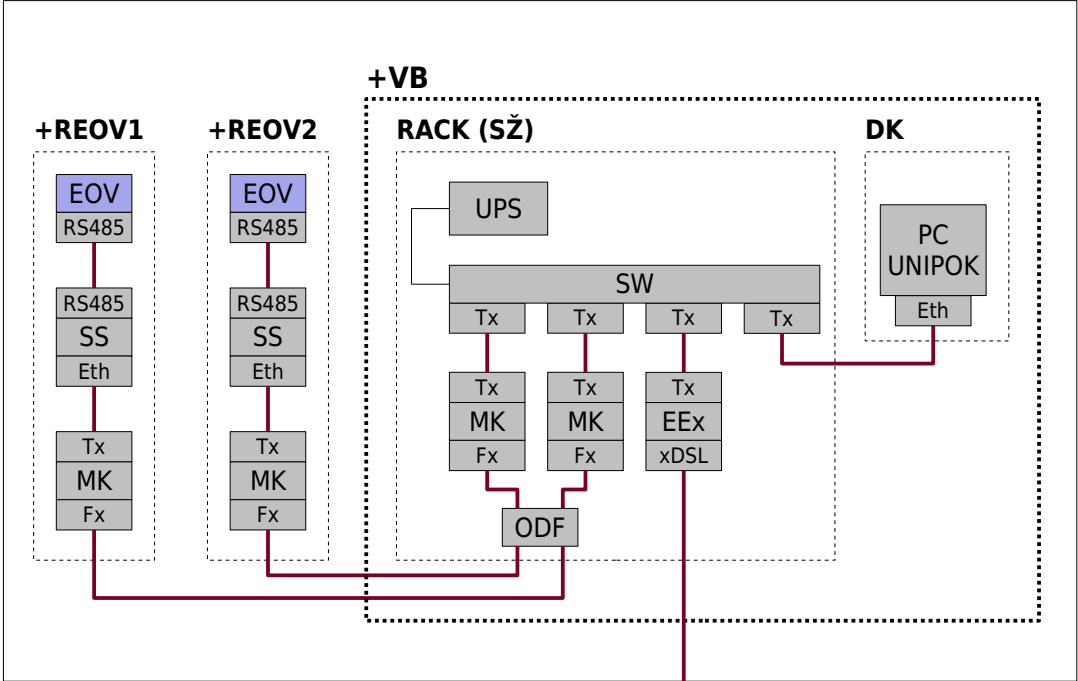 +VB
+REOV1
+REOV2
RACK (SŽ)
DK
EOV
RS485
RS485
SS
Eth
Tx
MK
Fx
EOV
RS485
RS485
SS
Eth
Tx
MK
Fx
UPS
SW
Tx
Tx
Tx
Tx
Tx
MK
Fx
Tx
MK
Fx
Tx
EEx
xDSL
ODF
PC
UNIPOK
Eth